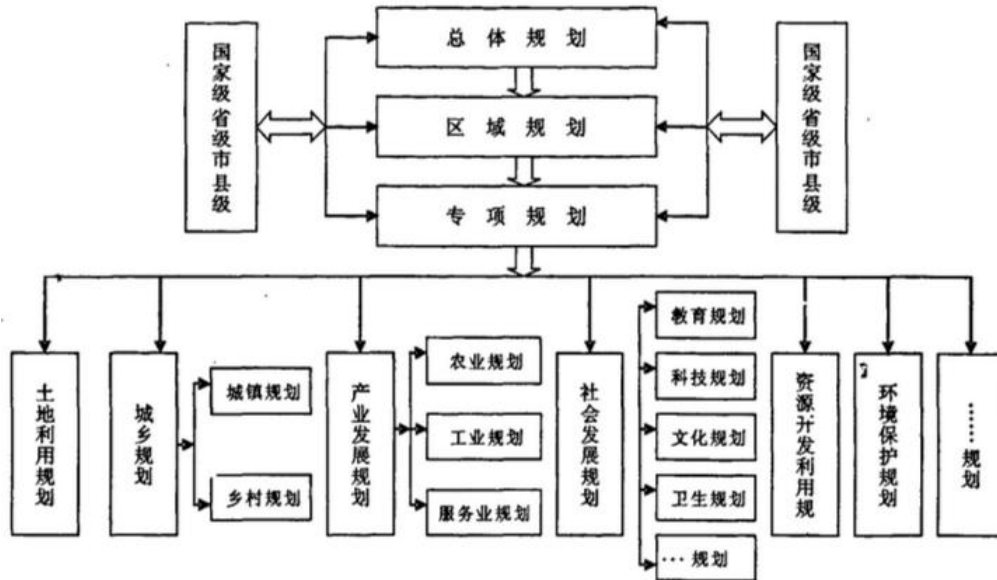 总体规划
国家级省级市县级
国家级省级市县级
区域规划
专项规划
土地利用规划
城乡规划
城镇规划
乡村规划
产业发展规划
农业规划
工业规划
服务业规划
社会发展规划
教育规划
科技规划
文化规划
卫生规划
…规划
资源开发利用规
环境保护规划
……规划